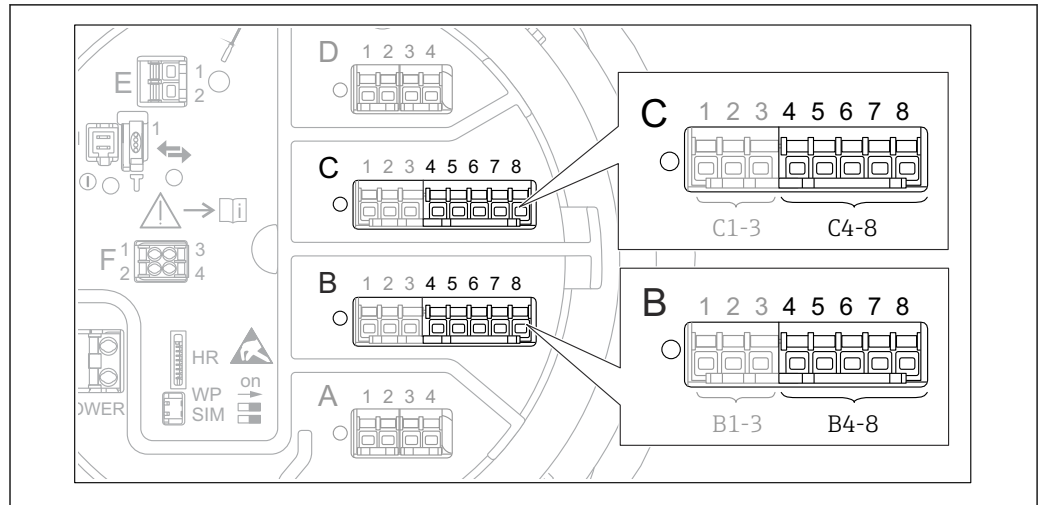 D 1 2 3 4
E 1
2
1
C 1 2 3 4 5 6 7 8
i
F 1 3
2 4
B 1 2 3 4 5 6 7 8
HR
WP on
SIM
OWER
A 1 2 3 4
C 1 2 3 4 5 6 7 8
C1-3 C4-8
B 1 2 3 4 5 6 7 8
B1-3 B4-8